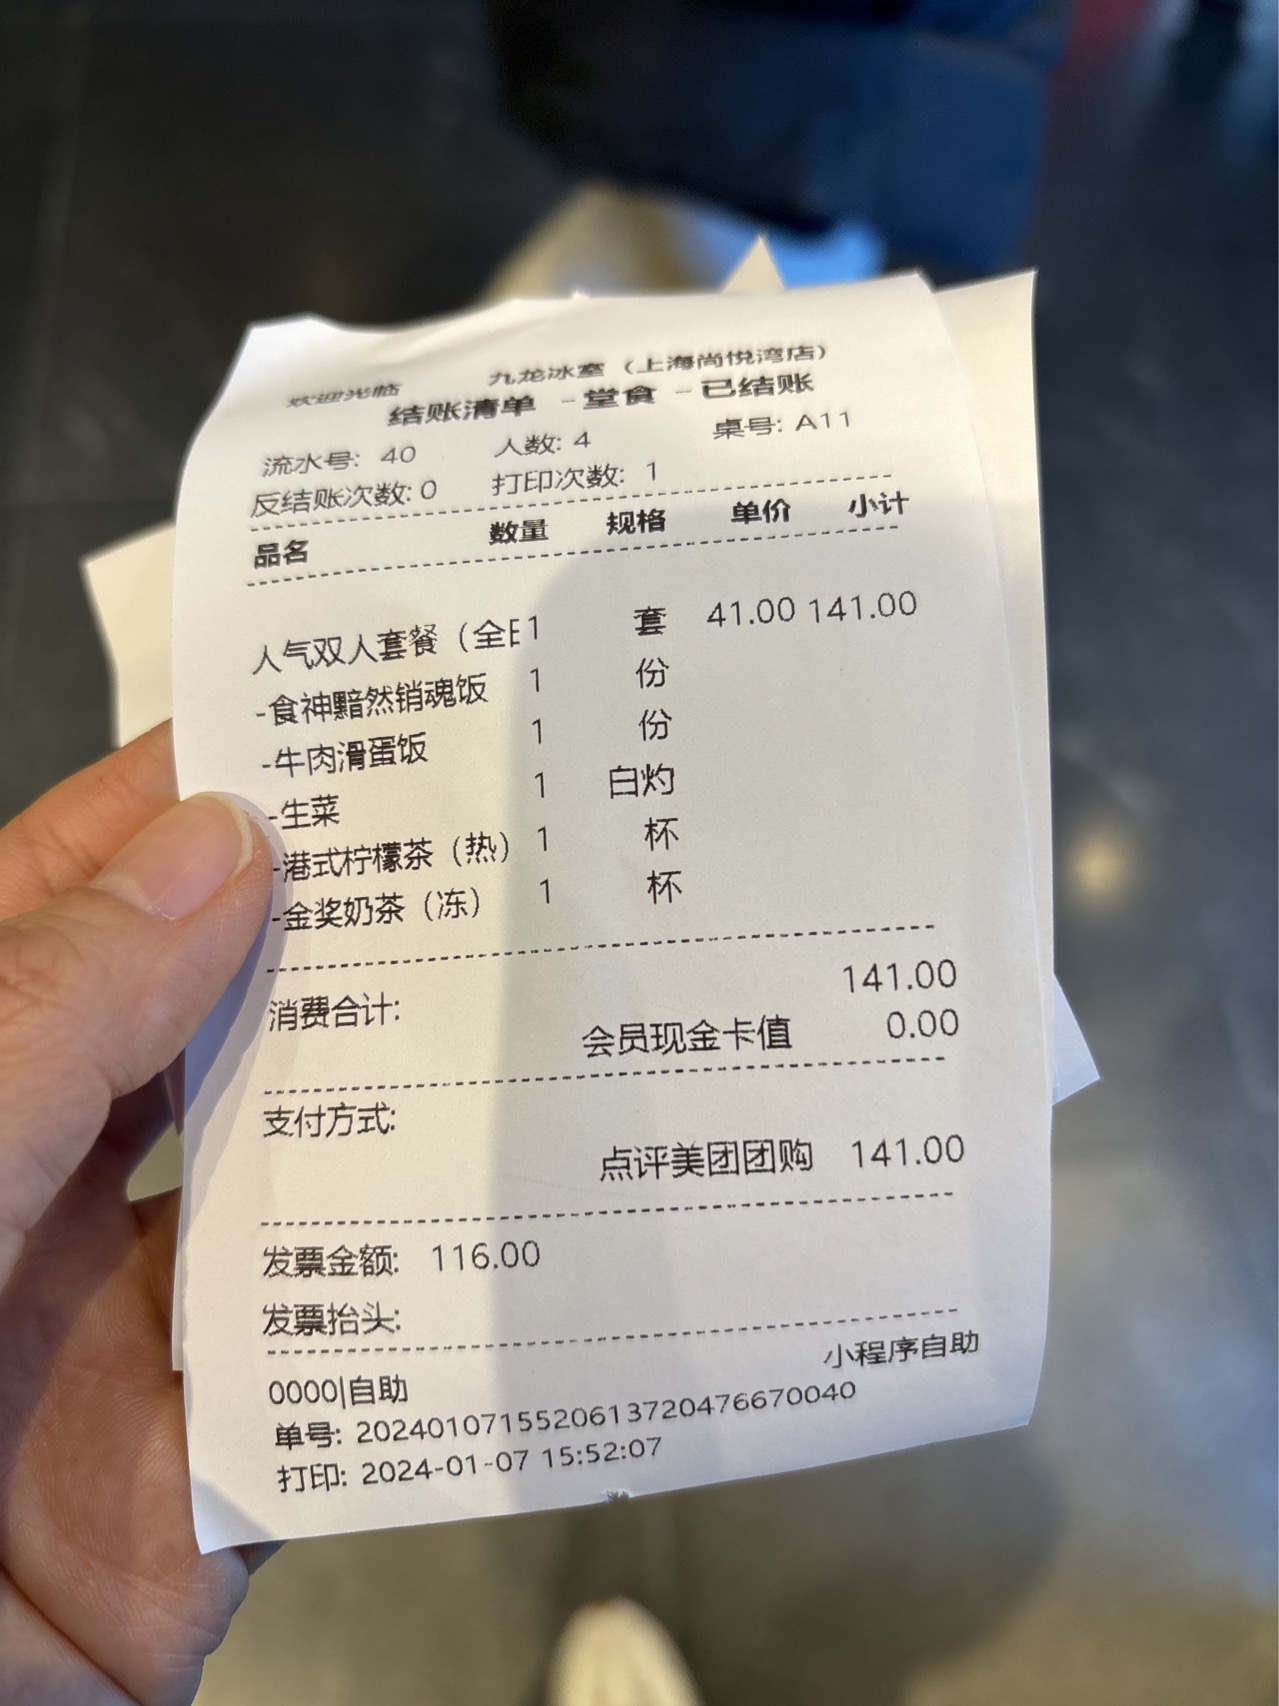 欢迎光临 九龙冰室（上海尚悦湾店）
结账清单 - 堂食 - 已结账
流水号: 40 人数: 4 桌号: A11
反结账次数: 0 打印次数: 1
品名 数量 规格 单价 小计
人气双人套餐（全日 1 套 41.00 141.00
-食神黯然销魂饭 1 份
-牛肉滑蛋饭 1 份
-生菜 1 白灼
-港式柠檬茶（热） 1 杯
-金奖奶茶（冻） 1 杯
消费合计: 141.00
会员现金卡值 0.00
支付方式:
点评美团团购 141.00
发票金额: 116.00
发票抬头:
0000|自助 小程序自助
单号: 2024010715520613720476670040
打印: 2024-01-07 15:52:07